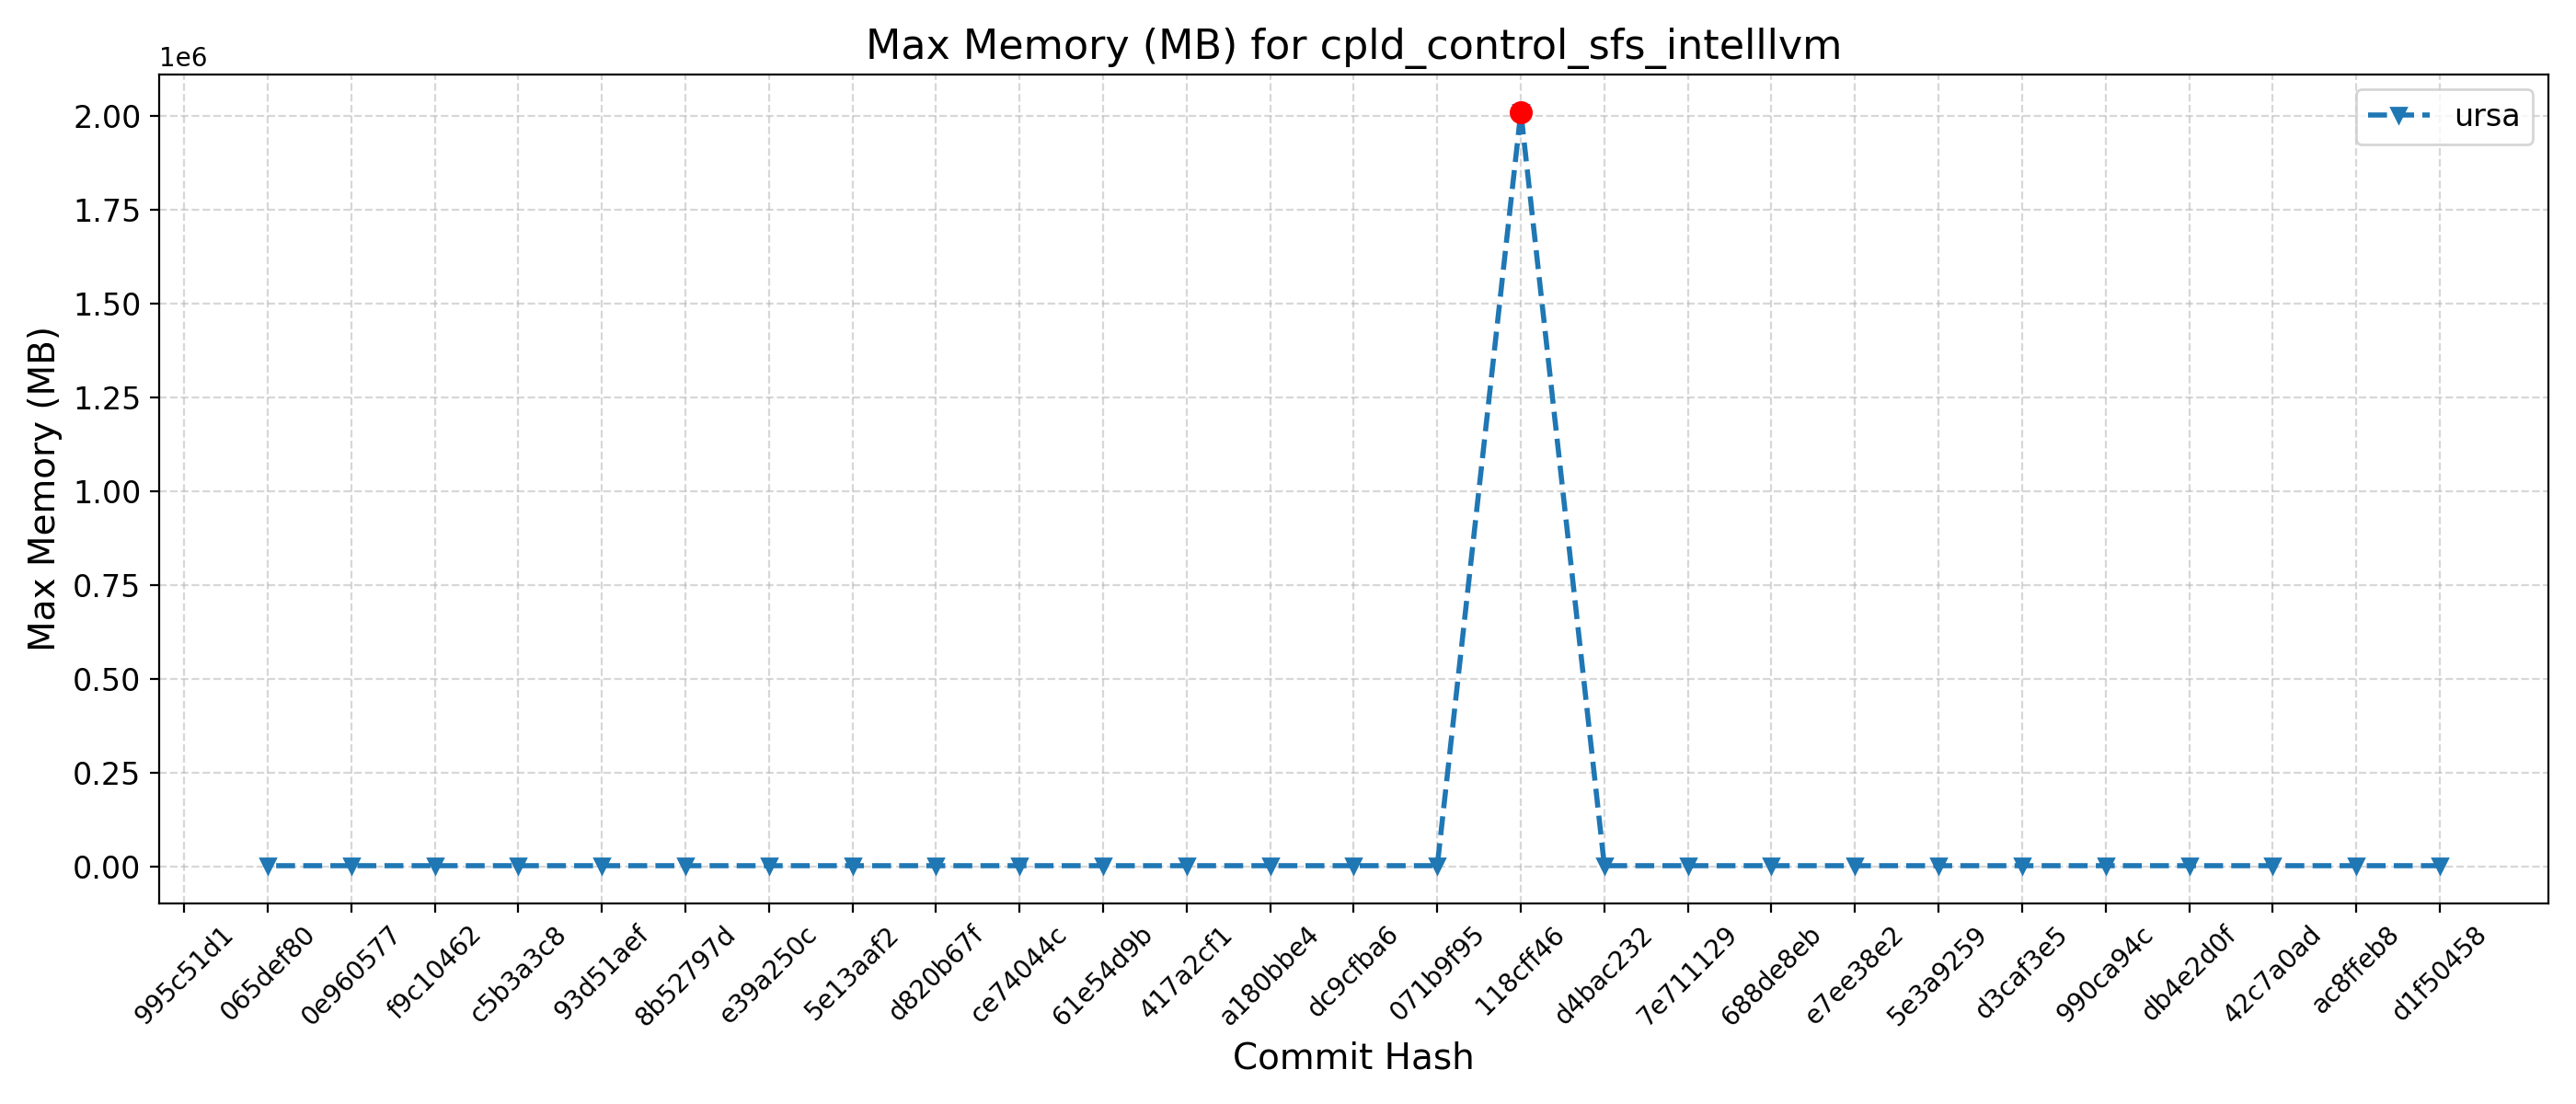 Max Memory (MB) for cpld_control_sfs_intelllvm
1e6
2.00
1.75
1.50
1.25
1.00
0.75
0.50
0.25
0.00
Max Memory (MB)
ursa
995c51d1
065def80
0e960577
f9c10462
c5b3a3c8
93d51aef
8b52797d
e39a250c
5e13aaf2
d820b67f
ce74044c
61e54d9b
417a2cf1
a180bbe4
dc9cfba6
071b9f95
118cff46
d4bac232
7e711129
688de8eb
e7ee38e2
5e3a9259
d3caf3e5
990ca94c
db4e2d0f
42c7a0ad
ac8ffeb8
d1f50458
Commit Hash